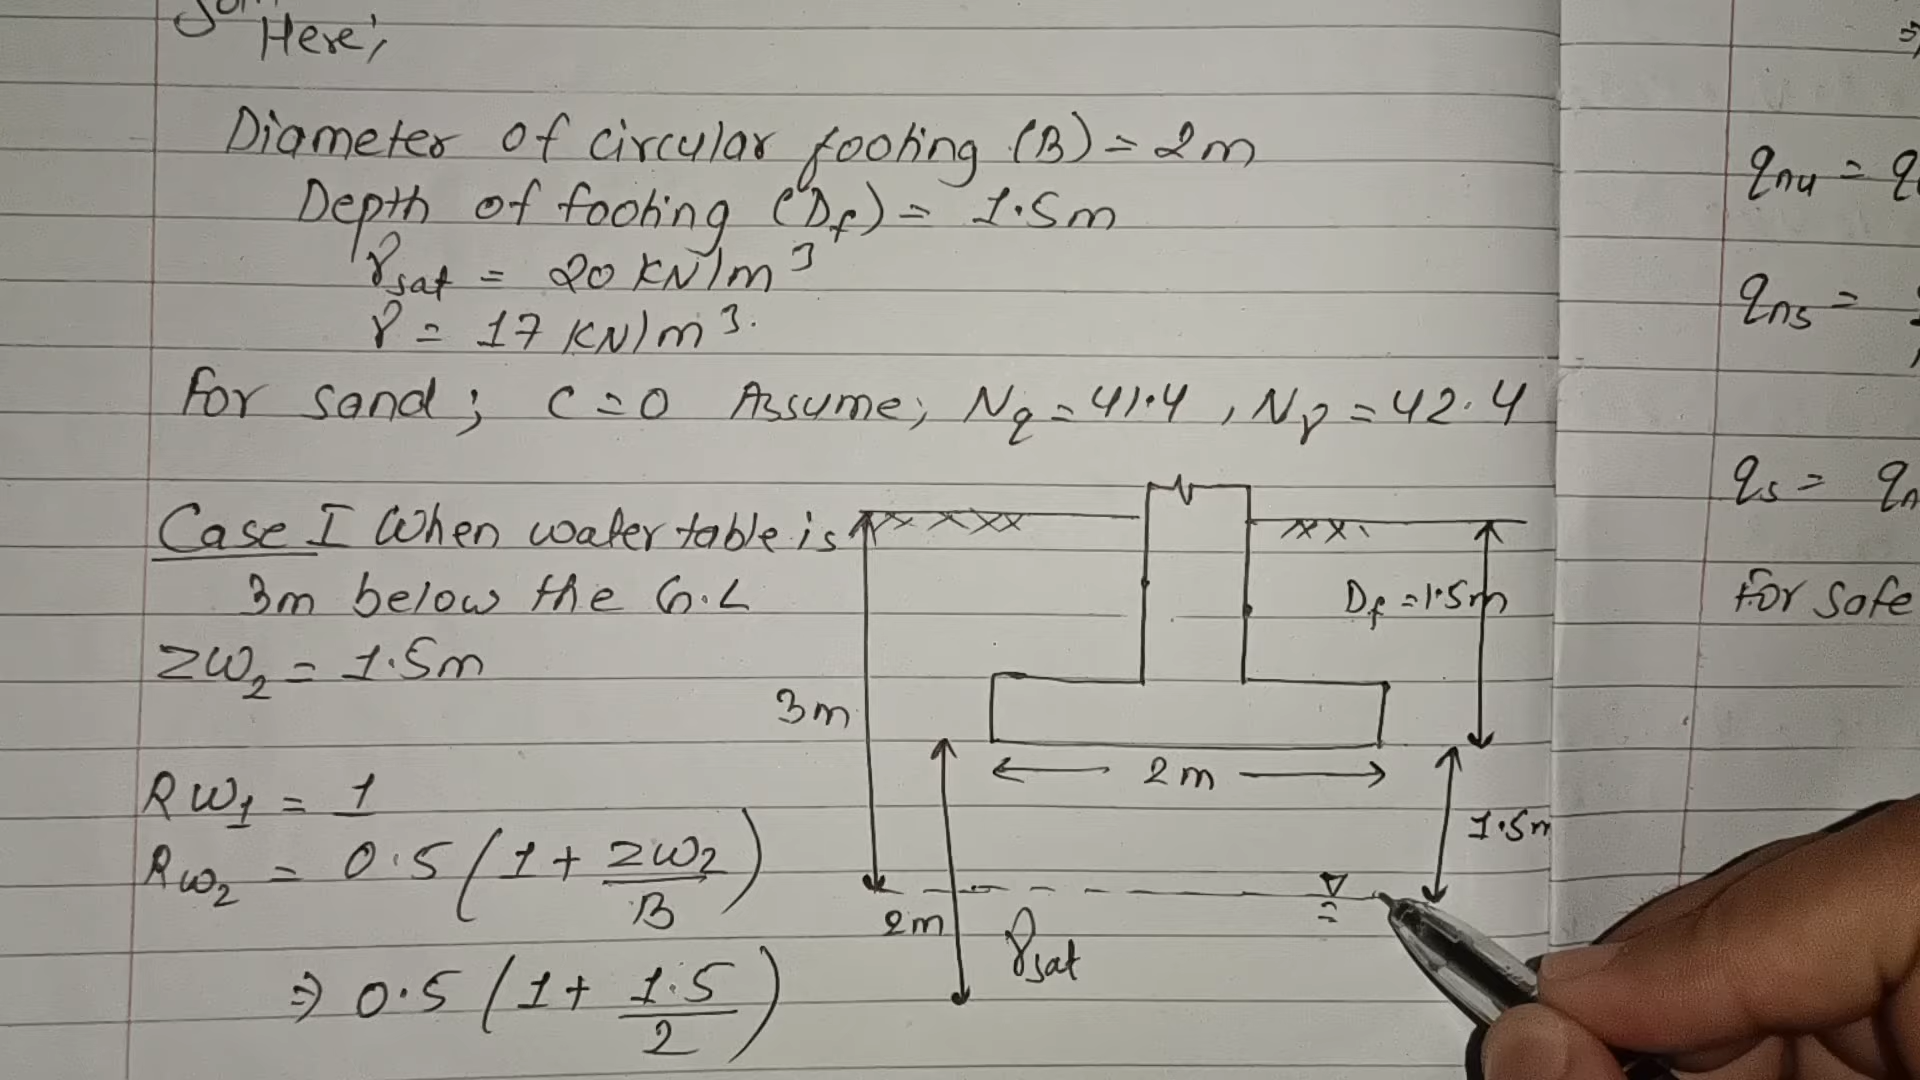 Here;
Diameter of circular footing (B) = 2m
Depth of footing (Df) = 1.5m
γsat = 20 KN/m³
γ = 17 KN/m³.
For sand; C=0 Assume; Nq = 41.4, Nγ = 42.4
Case I When water table is
3m below the G.L
Zw₂ = 1.5m
Rw₁ = 1
Rw₂ = 0.5 (1 + Zw₂/B)
⇒ 0.5 (1 + 1.5/2)
Df = 1.5m
3m
2m
1.5m
2m
γsat
qnu = q
qns =
qs = qn
For safe